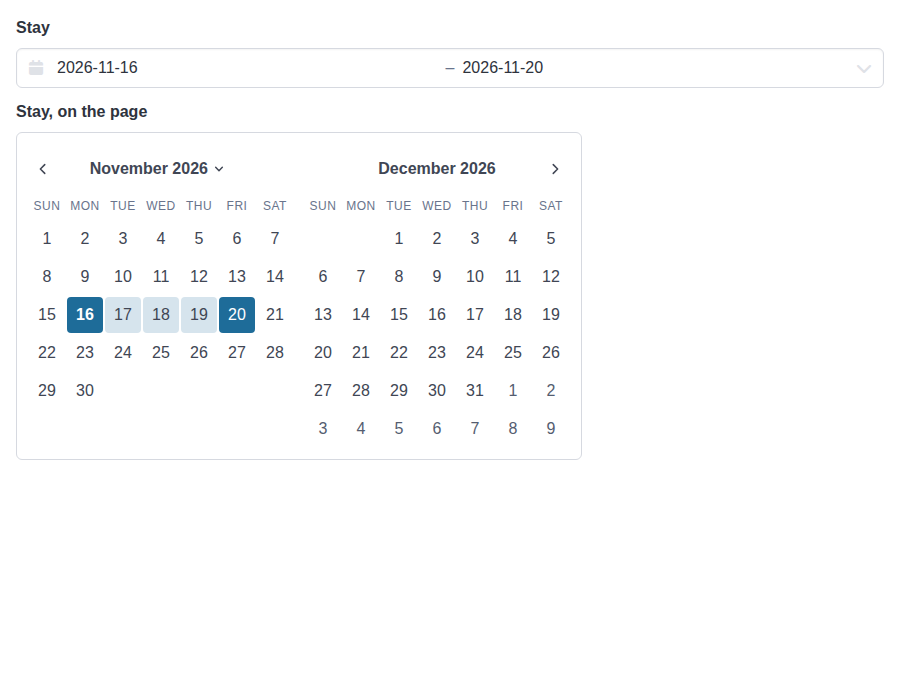 Stay
2026-11-16 – 2026-11-20
Stay, on the page
November 2026 December 2026
SUN MON TUE WED THU FRI SAT SUN MON TUE WED THU FRI SAT
1 2 3 4 5 6 7 1 2 3 4 5
8 9 10 11 12 13 14 6 7 8 9 10 11 12
15 16 17 18 19 20 21 13 14 15 16 17 18 19
22 23 24 25 26 27 28 20 21 22 23 24 25 26
29 30 27 28 29 30 31 1 2
3 4 5 6 7 8 9